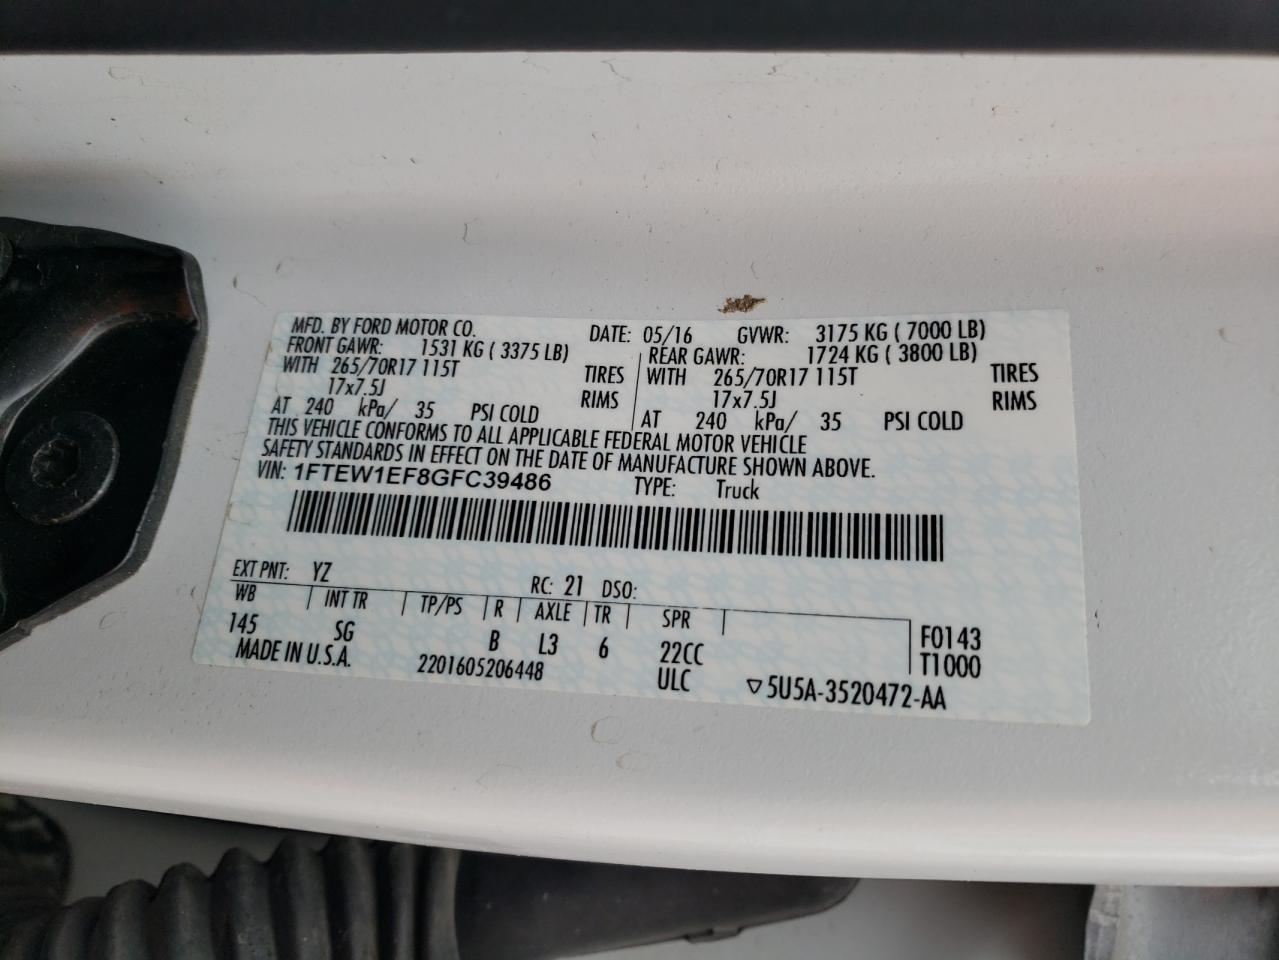 MFD. BY FORD MOTOR CO. DATE: 05/16 GVWR: 3175 KG ( 7000 LB)
FRONT GAWR: 1531 KG ( 3375 LB) REAR GAWR: 1724 KG ( 3800 LB)
WITH 265/70R17 115T TIRES WITH 265/70R17 115T TIRES
17x7.5J RIMS 17x7.5J RIMS
AT 240 kPa/ 35 PSI COLD AT 240 kPa/ 35 PSI COLD
THIS VEHICLE CONFORMS TO ALL APPLICABLE FEDERAL MOTOR VEHICLE
SAFETY STANDARDS IN EFFECT ON THE DATE OF MANUFACTURE SHOWN ABOVE.
VIN: 1FTEW1EF8GFC39486 TYPE: Truck
EXT PNT: YZ RC: 21 DSO:
WB INT TR TP/PS R AXLE TR SPR
145 SG B L3 6 22CC F0143
MADE IN U.S.A. 2201605206448 ULC T1000
5U5A-3520472-AA